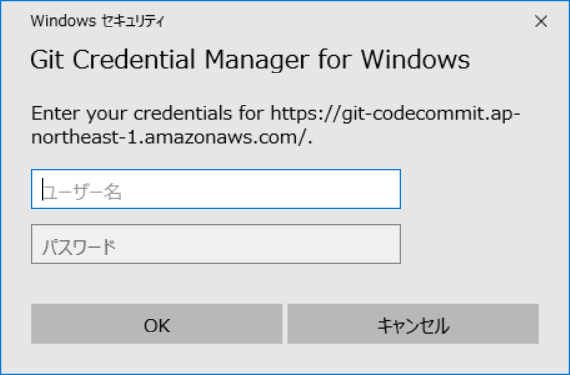 Windows セキュリティ
Git Credential Manager for Windows
Enter your credentials for https://git-codecommit.ap-
northeast-1.amazonaws.com/.
ユーザー名
パスワード
OK
キャンセル